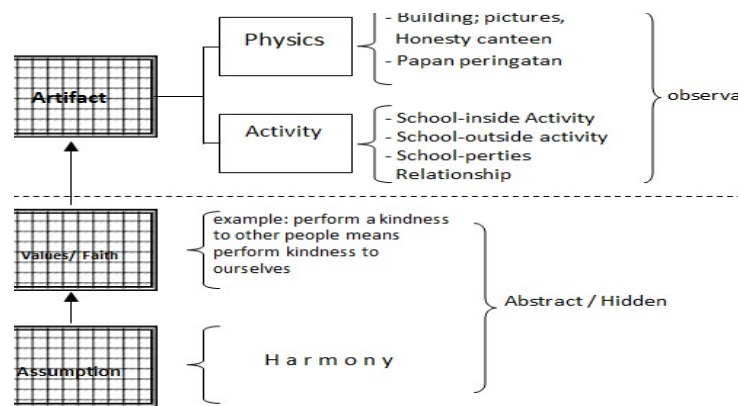 - Building; pictures,
Honesty canteen
- Papan peringatan
Physics
Artifact
observa
Activity
- School-inside Activity
- School-outside activity
- School-perties
Relationship
Values/ Faith
example: perform a kindness
to other people means
perform kindness to
ourselves
Abstract / Hidden
Assumption
H a r m o n y